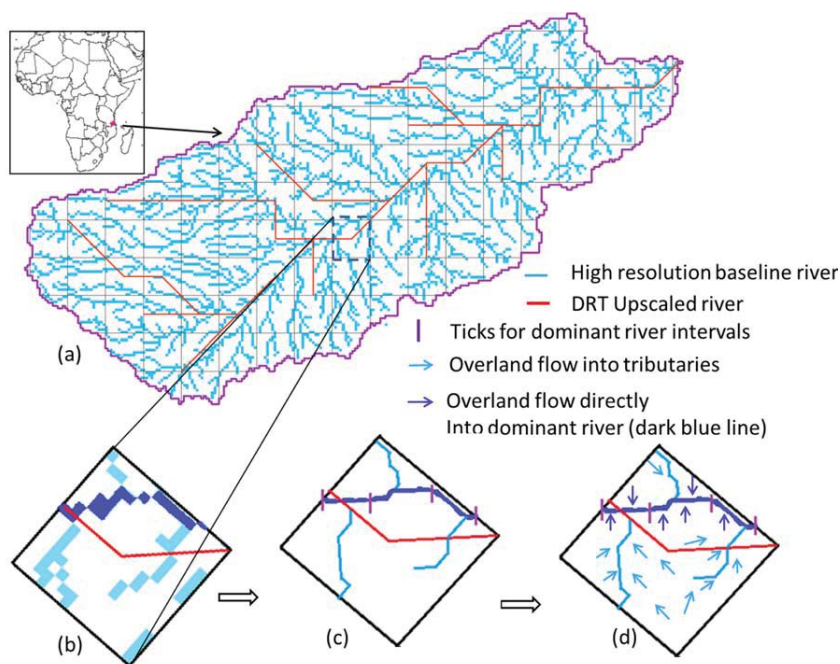 High resolution baseline river
DRT Upscaled river
(a)
Ticks for dominant river intervals
Overland flow into tributaries
Overland flow directly
Into dominant river (dark blue line)
(b)
(c)
(d)